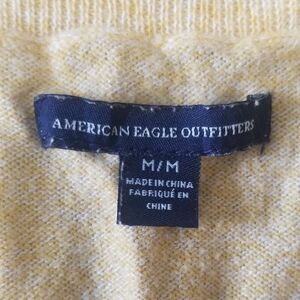 AMERICAN EAGLE OUTFITTERS
M/M
MADE IN CHINA
FABRIQUÉ EN
CHINE